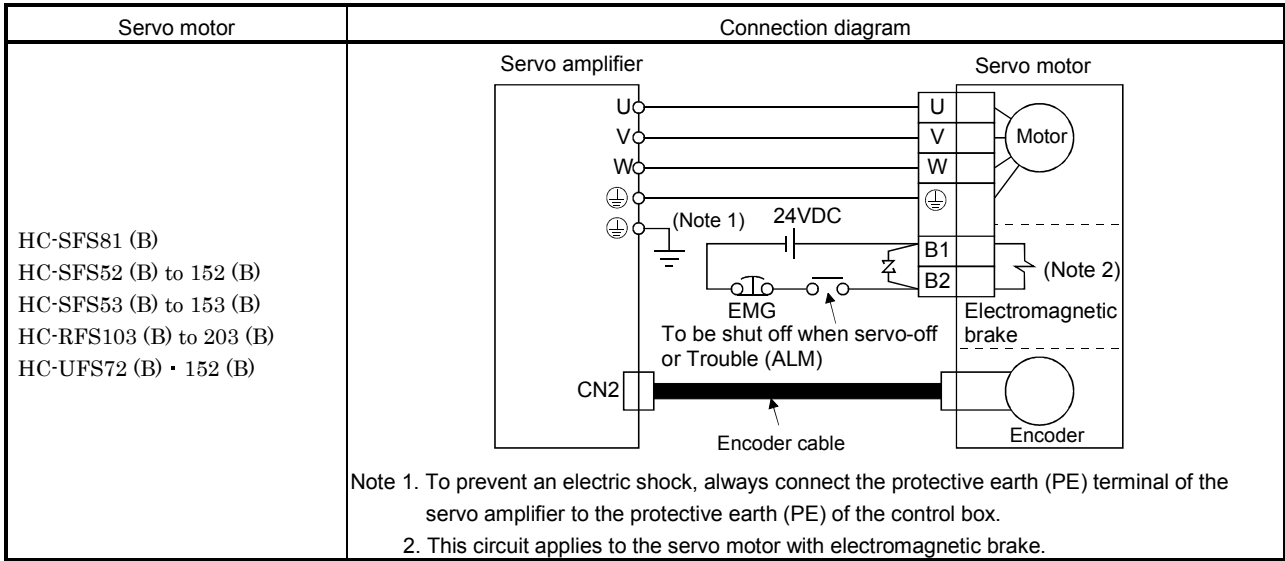 Servo motor
Connection diagram
HC-SFS81 (B)
HC-SFS52 (B) to 152 (B)
HC-SFS53 (B) to 153 (B)
HC-RFS103 (B) to 203 (B)
HC-UFS72 (B) ▪ 152 (B)
Servo amplifier
Servo motor
U
V
W
U
V
W
Motor
(Note 1)
24VDC
B1
B2
(Note 2)
EMG
To be shut off when servo-off
or Trouble (ALM)
Electromagnetic
brake
CN2
Encoder cable
Encoder
Note 1. To prevent an electric shock, always connect the protective earth (PE) terminal of the
servo amplifier to the protective earth (PE) of the control box.
2. This circuit applies to the servo motor with electromagnetic brake.